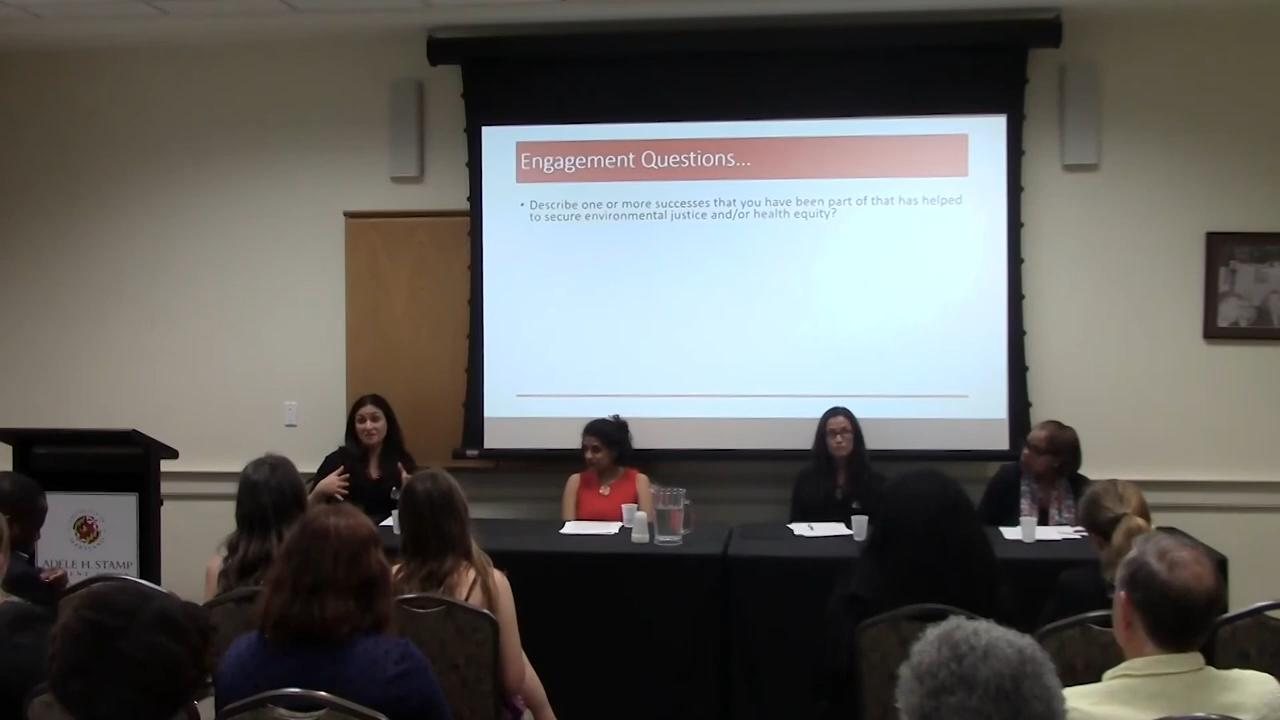 Engagement Questions...
• Describe one or more successes that you have been part of that has helped
to secure environmental justice and/or health equity?
ADELE H. STAMP